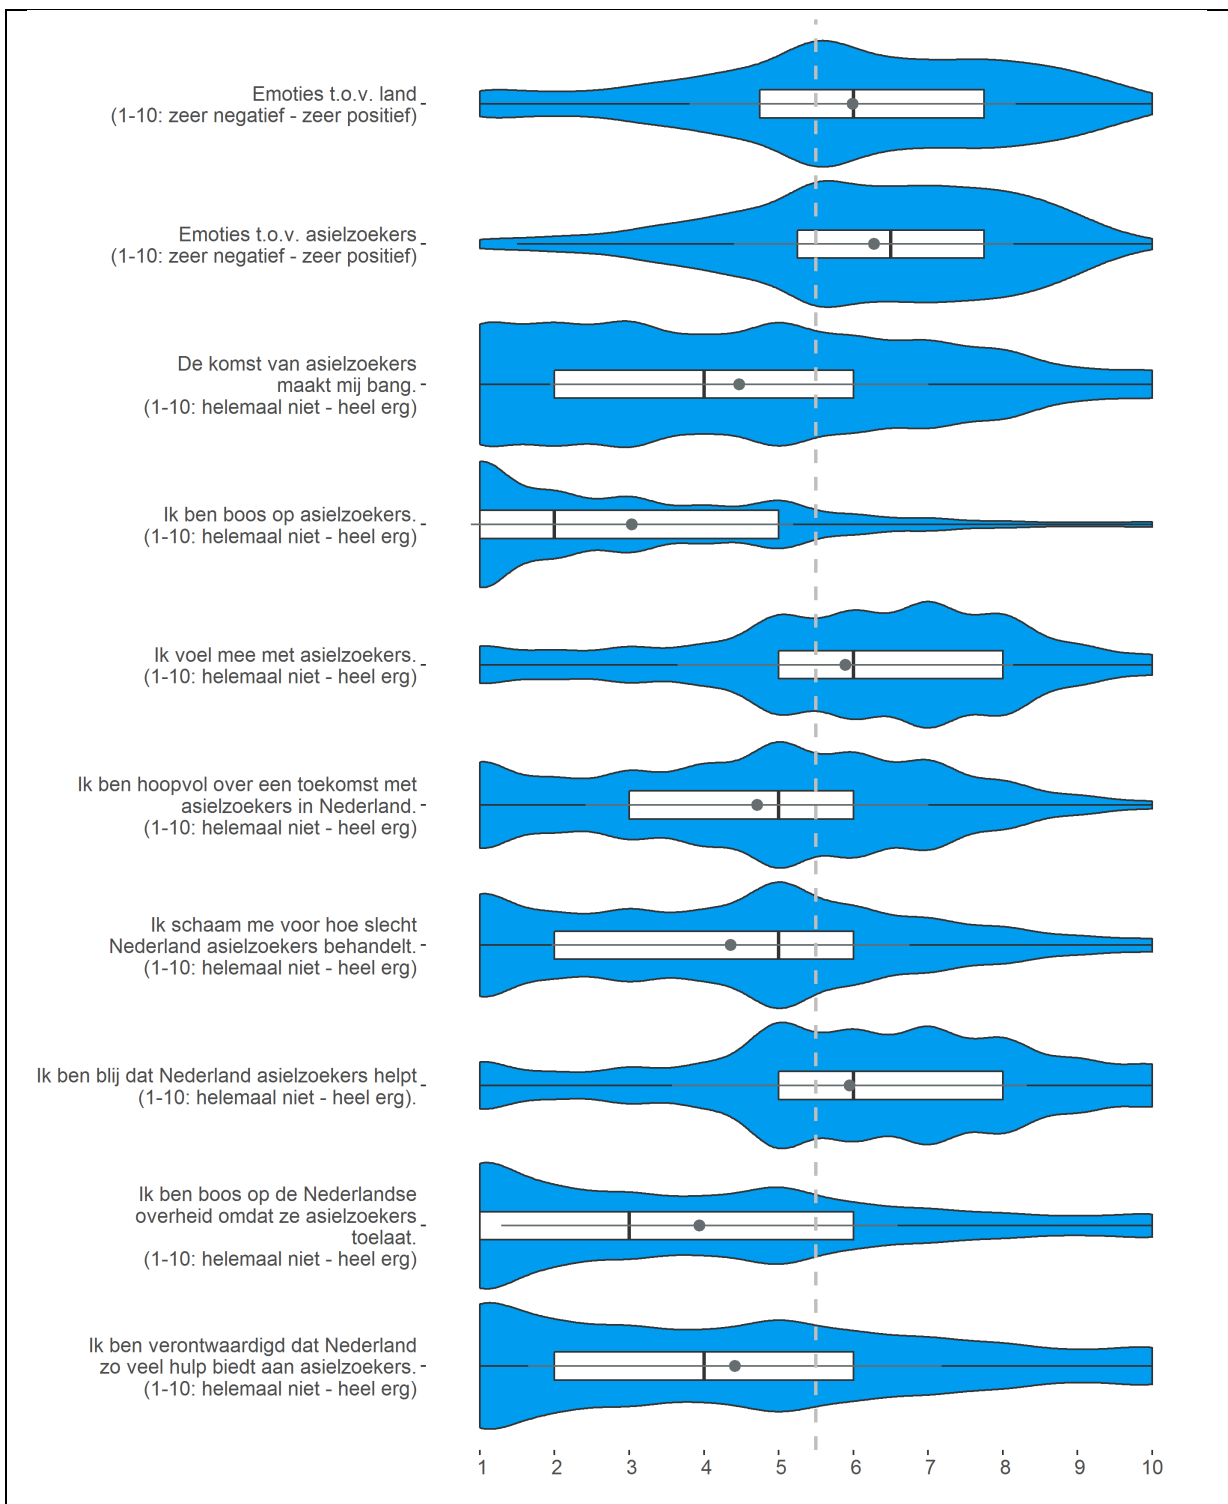 Emoties t.o.v. land
(1-10: zeer negatief - zeer positief)
Emoties t.o.v. asielzoekers
(1-10: zeer negatief - zeer positief)
De komst van asielzoekers
maakt mij bang.
(1-10: helemaal niet - heel erg)
Ik ben boos op asielzoekers.
(1-10: helemaal niet - heel erg)
Ik voel mee met asielzoekers.
(1-10: helemaal niet - heel erg)
Ik ben hoopvol over een toekomst met
asielzoekers in Nederland.
(1-10: helemaal niet - heel erg)
Ik schaam me voor hoe slecht
Nederland asielzoekers behandelt.
(1-10: helemaal niet - heel erg)
Ik ben blij dat Nederland asielzoekers helpt
(1-10: helemaal niet - heel erg).
Ik ben boos op de Nederlandse
overheid omdat ze asielzoekers
toelaat.
(1-10: helemaal niet - heel erg)
Ik ben verontwaardigd dat Nederland
zo veel hulp biedt aan asielzoekers.
(1-10: helemaal niet - heel erg)
1 2 3 4 5 6 7 8 9 10